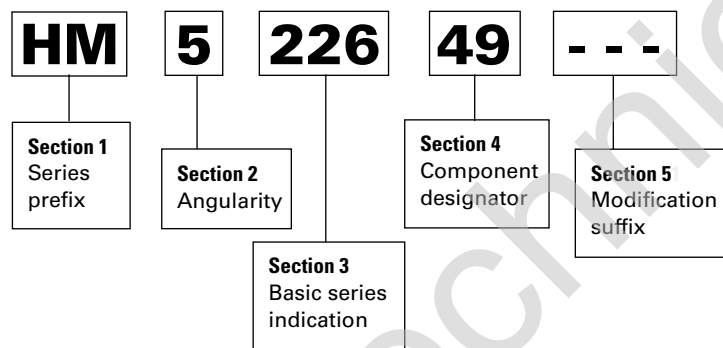 HM 5 226 49 - - -
Section 1
Series
prefix
Section 2
Angularity
Section 3
Basic series
indication
Section 4
Component
designator
Section 5
Modification
suffix